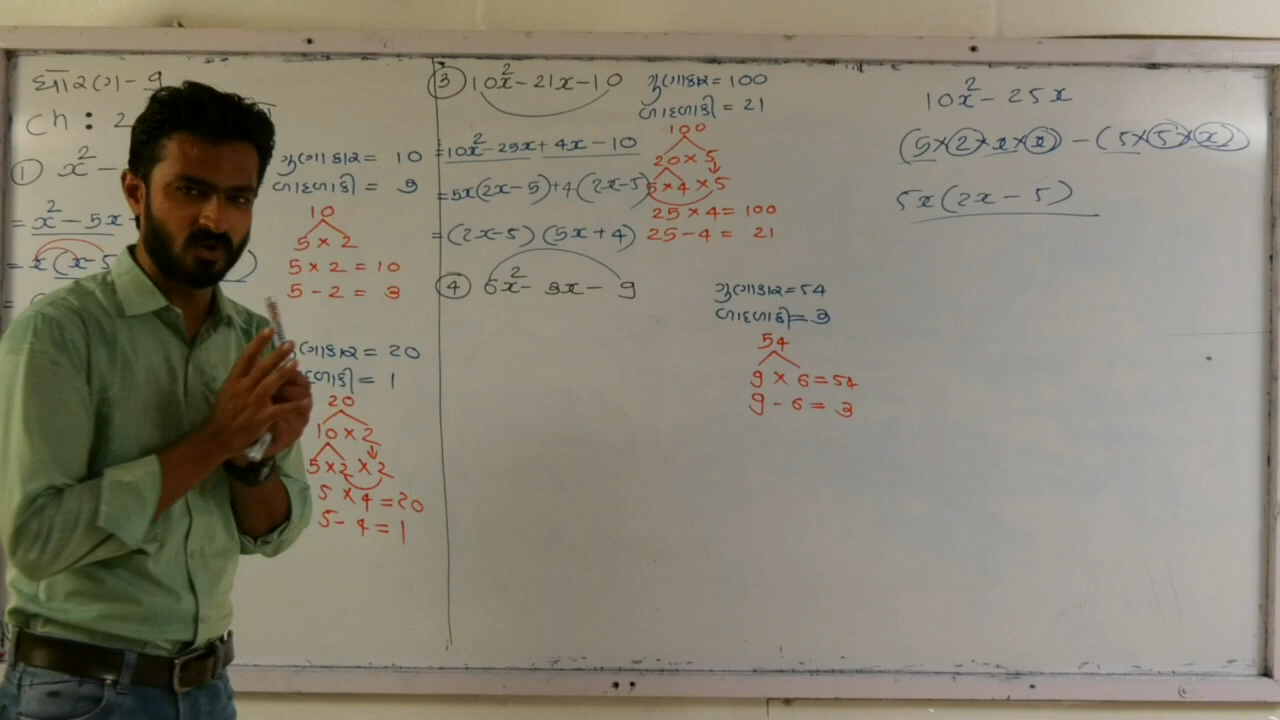 ધોરણ - 9
Ch : 2
① x² -
ગુણાકાર = 10
બાદબાકી = 3
= x² - 5x
10
5 × 2
= x(x-5 )
5 × 2 = 10
5 - 2 = 3
ગુણાકાર = 20
બાદબાકી = 1
20
10 × 2
5 × 2 × 2
5 × 4 = 20
5 - 4 = 1
③ 10x² - 21x - 10
ગુણાકાર = 100
બાદબાકી = 21
100
= 10x² - 25x + 4x - 10
20 × 5
= 5x(2x - 5) + 4(2x - 5)
5 × 4 × 5
25 × 4 = 100
= (2x - 5) (5x + 4)
25 - 4 = 21
④ 6x² - 3x - 9
ગુણાકાર = 54
બાદબાકી = 3
54
9 × 6 = 54
9 - 6 = 3
10x² - 25x
(5 × 2 × x × x) - (5 × 5 × x)
5x(2x - 5)